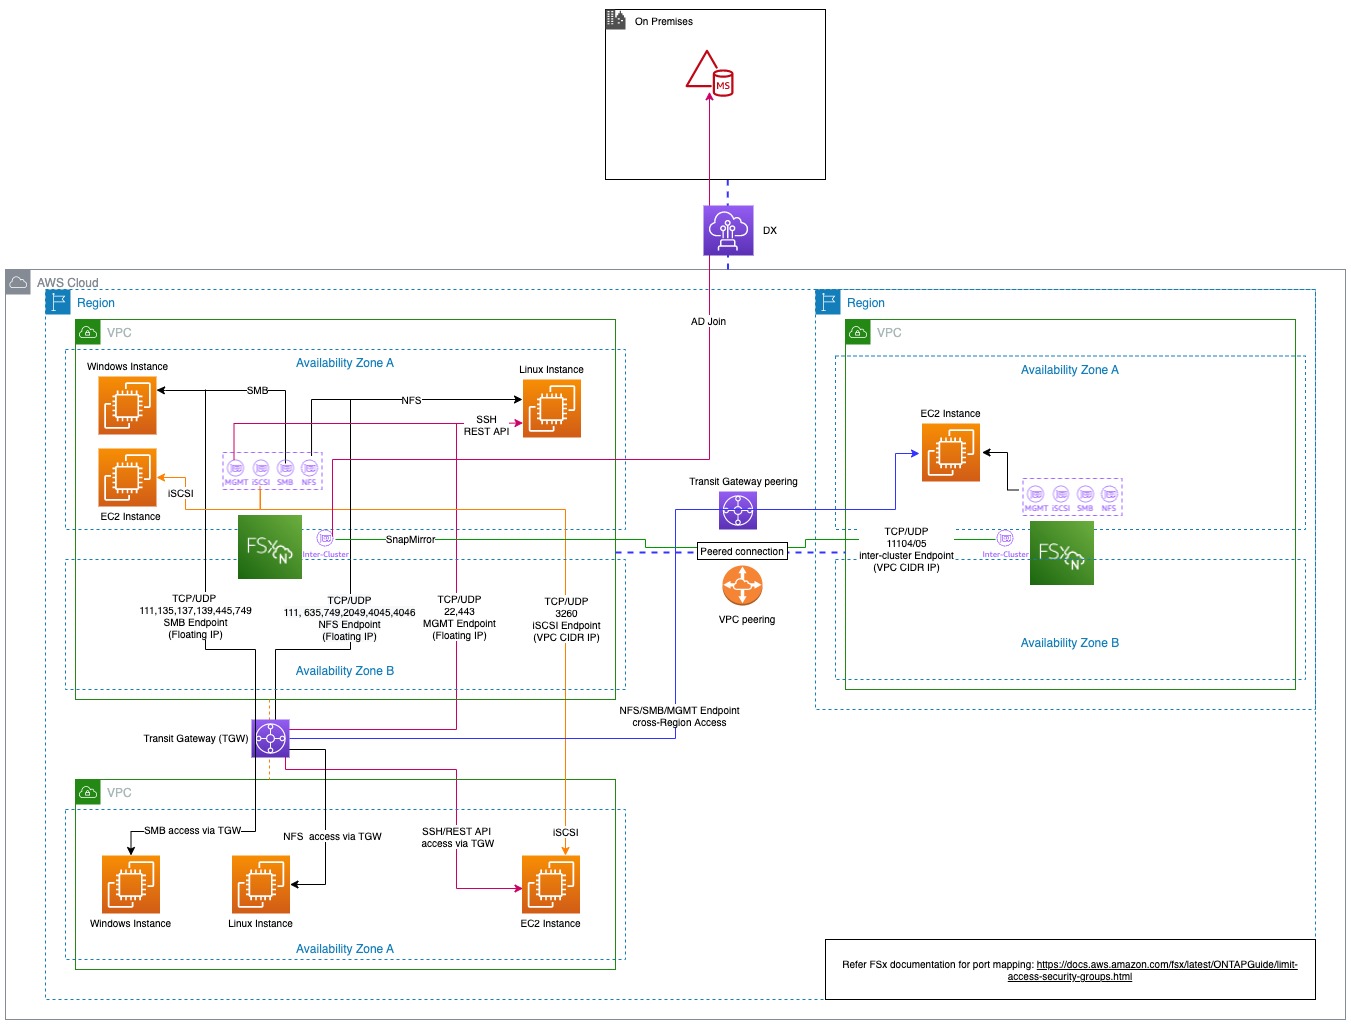 On Premises
MS
DX
AWS Cloud
Region
VPC
Availability Zone A
Windows Instance
SMB
NFS
Linux Instance
SSH
REST API
MGMT iSCSI SMB NFS
iSCSI
EC2 Instance
FSx
N
Inter-Cluster
SnapMirror
AD Join
TCP/UDP
111,135,137,139,445,749
SMB Endpoint
(Floating IP)
TCP/UDP
111, 635,749,2049,4045,4046
NFS Endpoint
(Floating IP)
TCP/UDP
22,443
MGMT Endpoint
(Floating IP)
TCP/UDP
3260
iSCSI Endpoint
(VPC CIDR IP)
Availability Zone B
Transit Gateway peering
Peered connection
VPC peering
NFS/SMB/MGMT Endpoint
cross-Region Access
Region
VPC
Availability Zone A
EC2 Instance
MGMT iSCSI SMB NFS
TCP/UDP
11104/05
inter-cluster Endpoint
(VPC CIDR IP)
Inter-Cluster
FSx
N
Availability Zone B
Transit Gateway (TGW)
VPC
SMB access via TGW
NFS  access via TGW
SSH/REST API
access via TGW
iSCSI
Windows Instance
Linux Instance
EC2 Instance
Availability Zone A
Refer FSx documentation for port mapping: https://docs.aws.amazon.com/fsx/latest/ONTAPGuide/limit-
access-security-groups.html